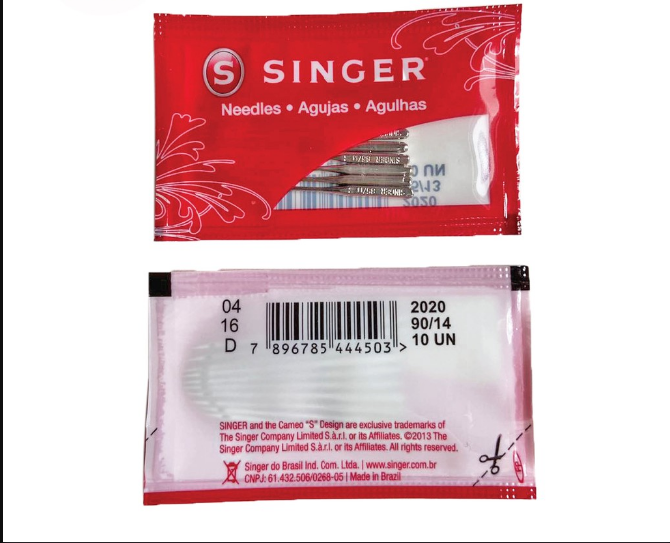 S SINGER®
Needles • Agujas • Agulhas
SINGER
SINGER
2020
04
16
D
7 896785 444503 >
2020
90/14
10 UN
SINGER and the Cameo "S" Design are exclusive trademarks of
The Singer Company Limited S.à.r.l. or its Affiliates. ©2013 The
Singer Company Limited S.à.r.l. or its Affiliates. All rights reserved.
Singer do Brasil Ind. Com. Ltda. | www.singer.com.br
CNPJ: 61.432.506/0268-05 | Made in Brazil